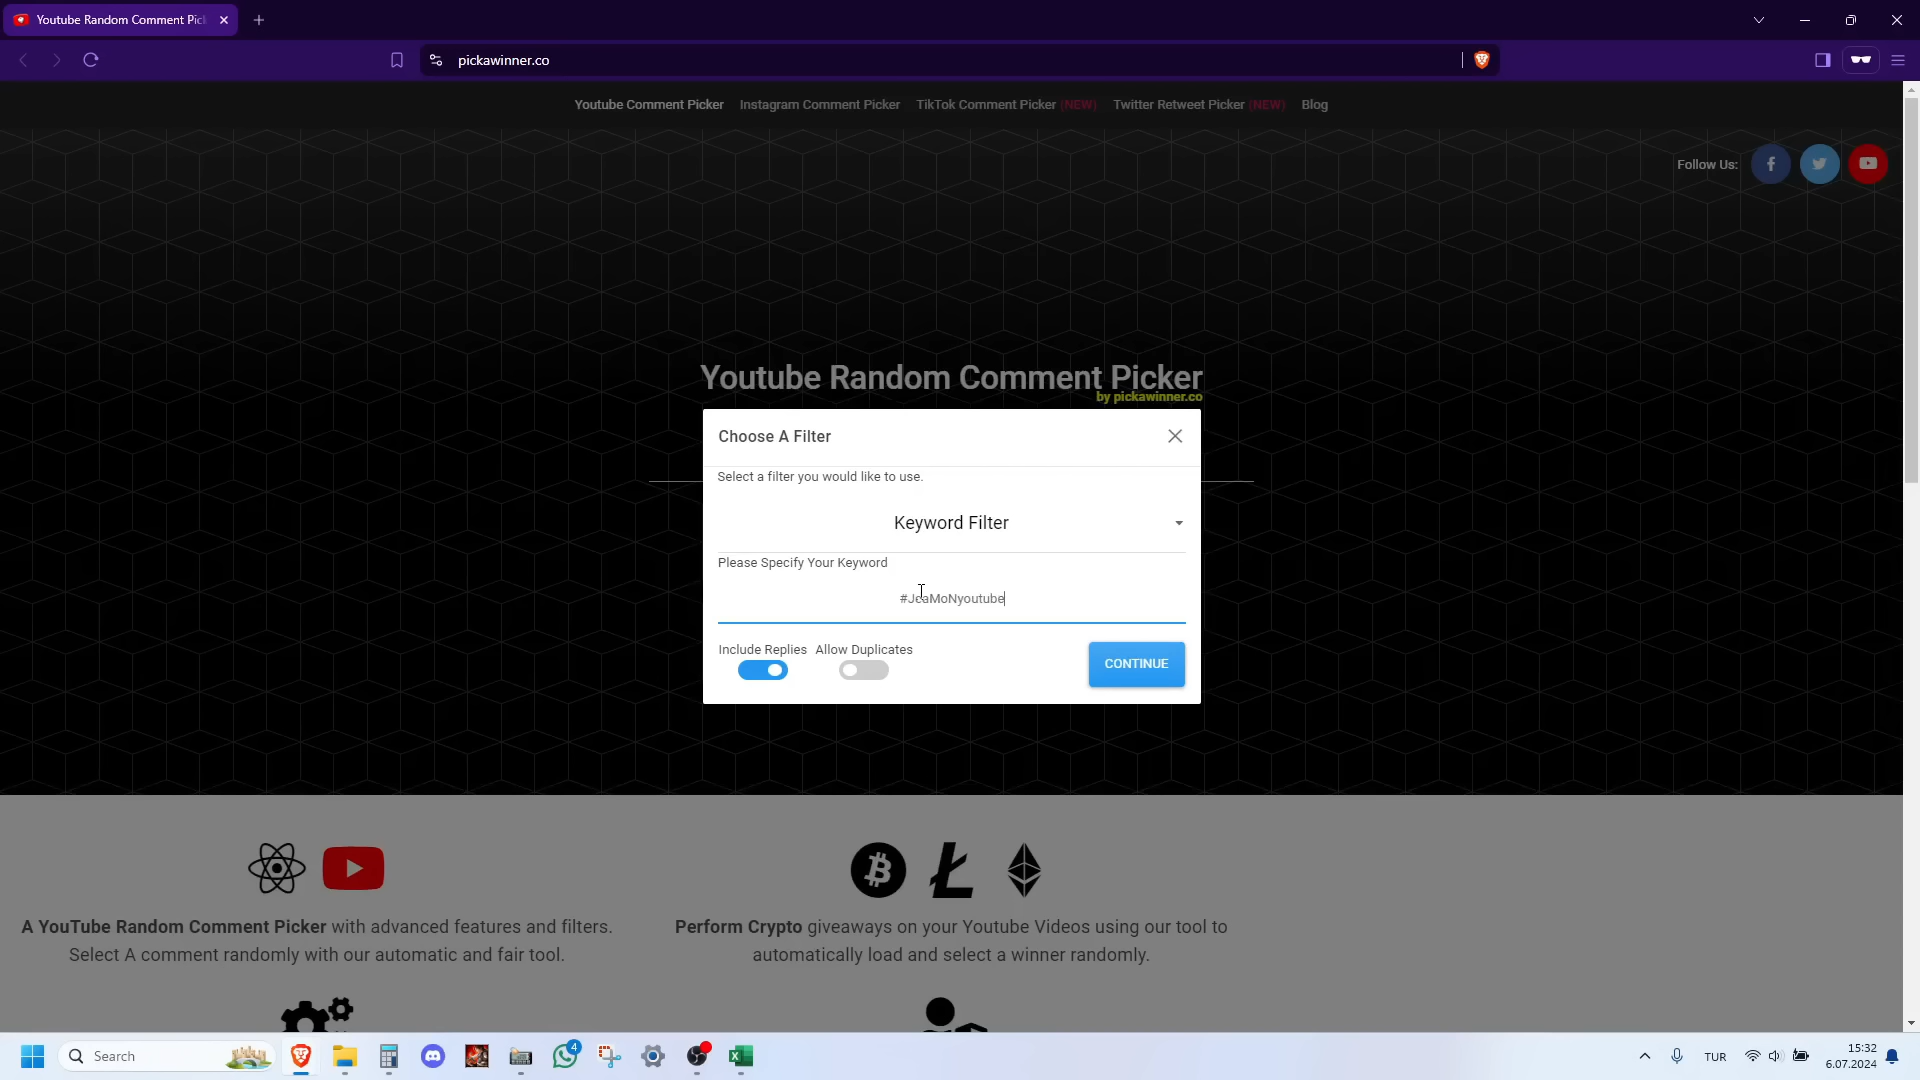 Youtube Random Comment Pic
pickawinner.co
Youtube Comment Picker Instagram Comment Picker TikTok Comment Picker (NEW) Twitter Retweet Picker (NEW) Blog
Follow Us:
Youtube Random Comment Picker
by pickawinner.co
Choose A Filter
Select a filter you would like to use.
Keyword Filter
Please Specify Your Keyword
#JeaMoNyoutube
Include Replies Allow Duplicates
CONTINUE
A YouTube Random Comment Picker with advanced features and filters.
Select A comment randomly with our automatic and fair tool.
Perform Crypto giveaways on your Youtube Videos using our tool to
automatically load and select a winner randomly.
Search
4
TUR
15:32
6.07.2024